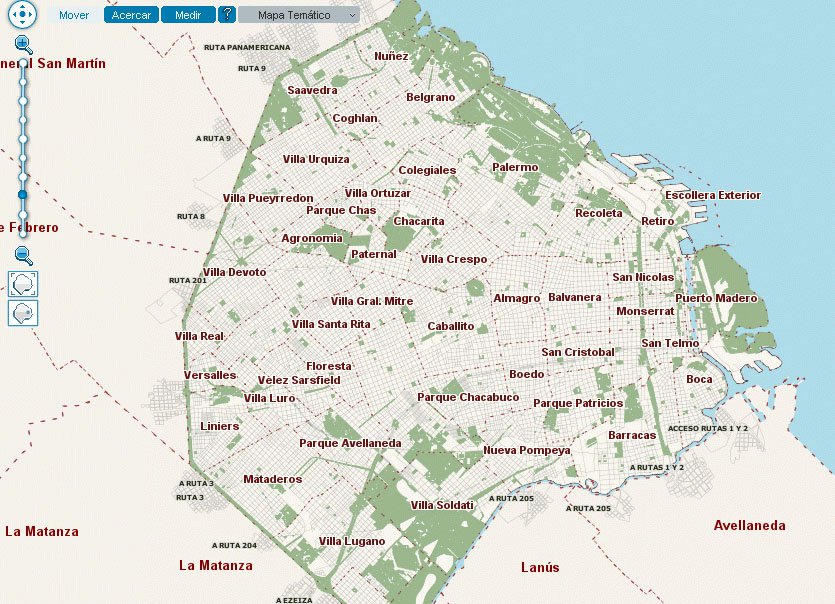 Mover
Acercar
Medir
?
Mapa Temático
RUTA PANAMERICANA
Nuñez
neral San Martín
RUTA 9
Saavedra
Belgrano
Coghlan
A RUTA 9
Villa Urquiza
Colegiales
Palermo
Villa Pueyrredon
Villa Ortuzar
Escollera Exterior
Parque Chas
RUTA 8
Chacarita
Recoleta
Retiro
e Febrero
Agronomia
Paternal
Villa Crespo
Villa Devoto
RUTA 201
San Nicolas
Villa Gral. Mitre
Almagro
Balvanera
Puerto Madero
Monserrat
Villa Santa Rita
Caballito
Villa Real
San Telmo
San Cristobal
Floresta
Versalles
Velez Sarsfield
Boedo
Boca
Villa Luro
Parque Chacabuco
Parque Patricios
Liniers
ACCESO RUTAS 1 Y 2
Parque Avellaneda
Barracas
Nueva Pompeya
A RUTAS 1 Y 2
Mataderos
A RUTA 3
RUTA 3
A RUTA 205
Villa Soldati
A RUTA 205
La Matanza
Avellaneda
Villa Lugano
A RUTA 204
La Matanza
Lanús
A EZEIZA